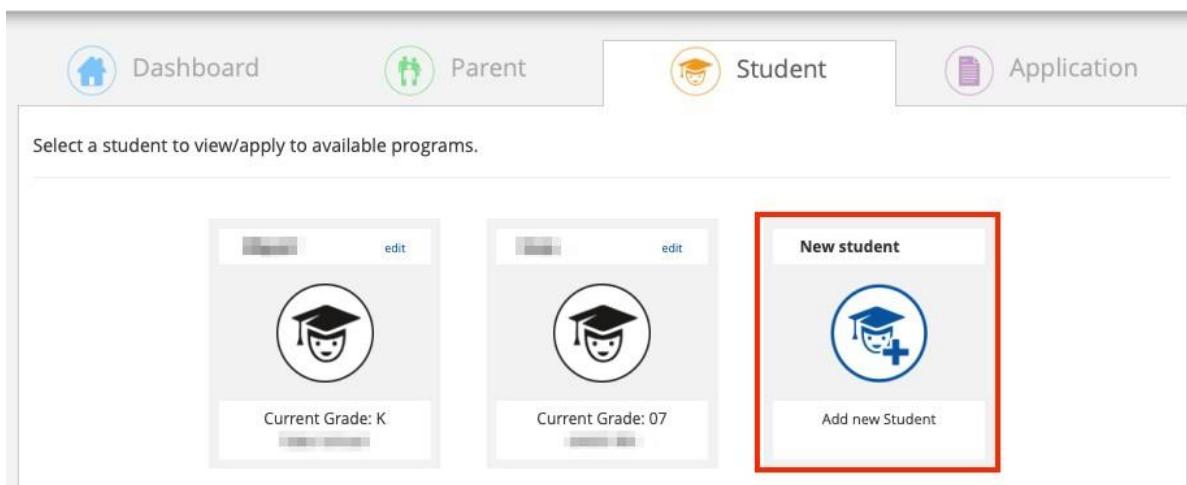 Dashboard
Parent
Student
Application
Select a student to view/apply to available programs.
edit
edit
New student
Current Grade: K
Current Grade: 07
Add new Student